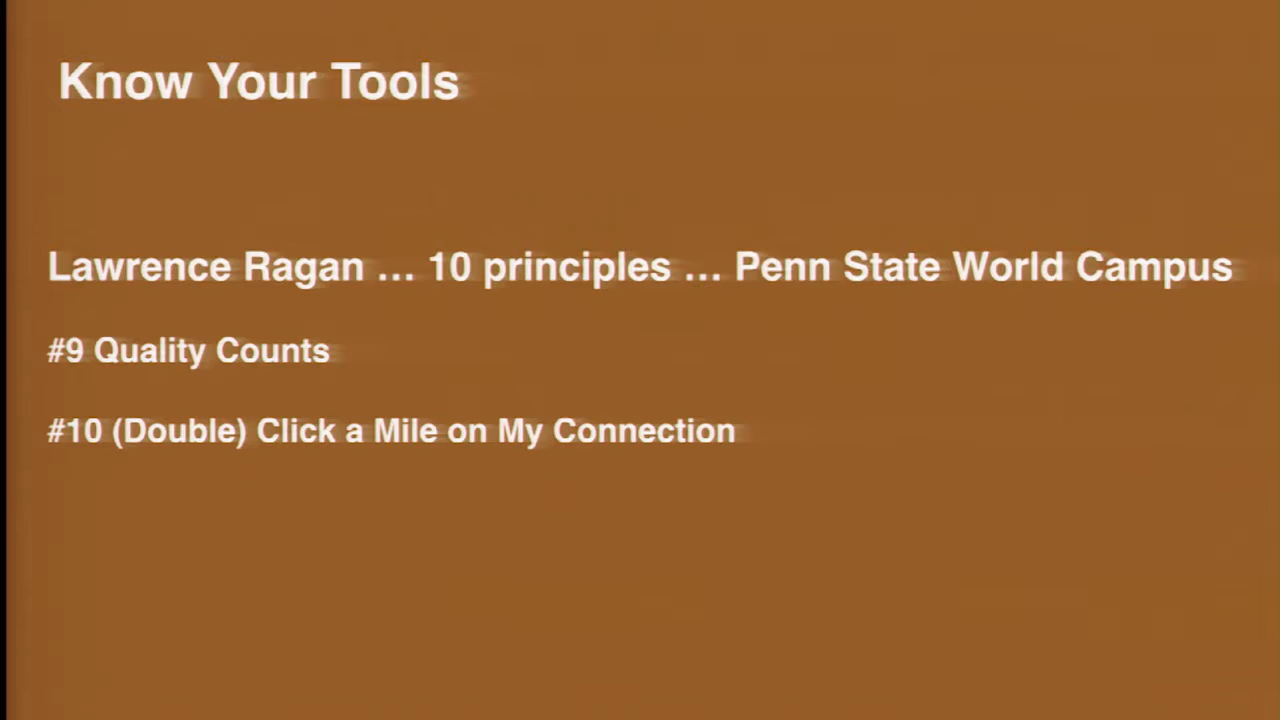 Know Your Tools
Lawrence Ragan … 10 principles … Penn State World Campus
#9 Quality Counts
#10 (Double) Click a Mile on My Connection